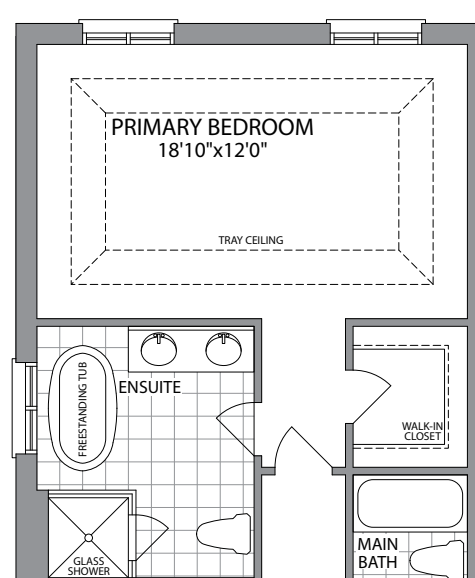 PRIMARY BEDROOM
18'10"x12'0"
TRAY CEILING
FREESTANDING TUB
ENSUITE
WALK-IN
CLOSET
GLASS
SHOWER
MAIN
BATH